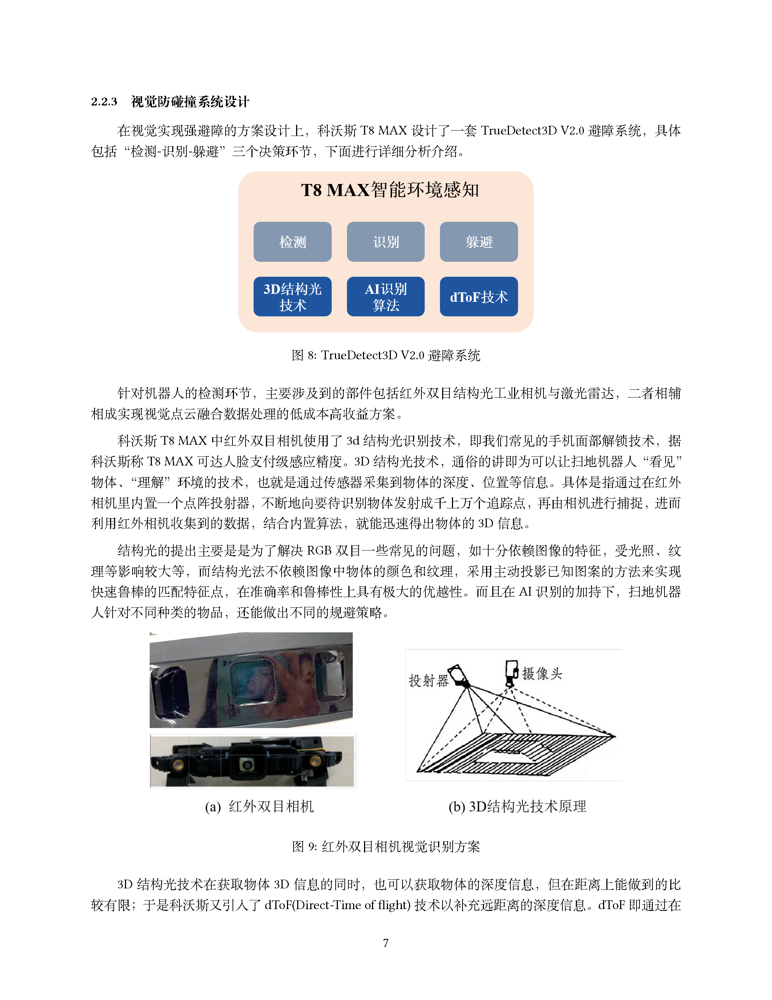 2.2.3 视觉防碰撞系统设计
在视觉实现强避障的方案设计上，科沃斯 T8 MAX 设计了一套 TrueDetect3D V2.0 避障系统，具体
包括“检测-识别-躲避”三个决策环节，下面进行详细分析介绍。
T8 MAX智能环境感知
检测 识别 躲避
3D结构光
技术
AI识别
算法
dToF技术
图 8: TrueDetect3D V2.0 避障系统
针对机器人的检测环节，主要涉及到的部件包括红外双目结构光工业相机与激光雷达，二者相辅
相成实现视觉点云融合数据处理的低成本高收益方案。
科沃斯 T8 MAX 中红外双目相机使用了 3d 结构光识别技术，即我们常见的手机面部解锁技术，据
科沃斯称 T8 MAX 可达人脸支付级感应精度。3D 结构光技术，通俗的讲即为可以让扫地机器人“看见”
物体、“理解”环境的技术，也就是通过传感器采集到物体的深度、位置等信息。具体是指通过在红外
相机里内置一个点阵投射器，不断地向要待识别物体发射成千上万个追踪点，再由相机进行捕捉，进而
利用红外相机收集到的数据，结合内置算法，就能迅速得出物体的 3D 信息。
结构光的提出主要是是为了解决 RGB 双目一些常见的问题，如十分依赖图像的特征，受光照、纹
理等影响较大等，而结构光法不依赖图像中物体的颜色和纹理，采用主动投影已知图案的方法来实现
快速鲁棒的匹配特征点，在准确率和鲁棒性上具有极大的优越性。而且在 AI 识别的加持下，扫地机器
人针对不同种类的物品，还能做出不同的规避策略。
投射器
摄像头
(a) 红外双目相机
(b) 3D结构光技术原理
图 9: 红外双目相机视觉识别方案
3D 结构光技术在获取物体 3D 信息的同时，也可以获取物体的深度信息，但在距离上能做到的比
较有限；于是科沃斯又引入了 dToF(Direct-Time of flight) 技术以补充远距离的深度信息。dToF 即通过在
7